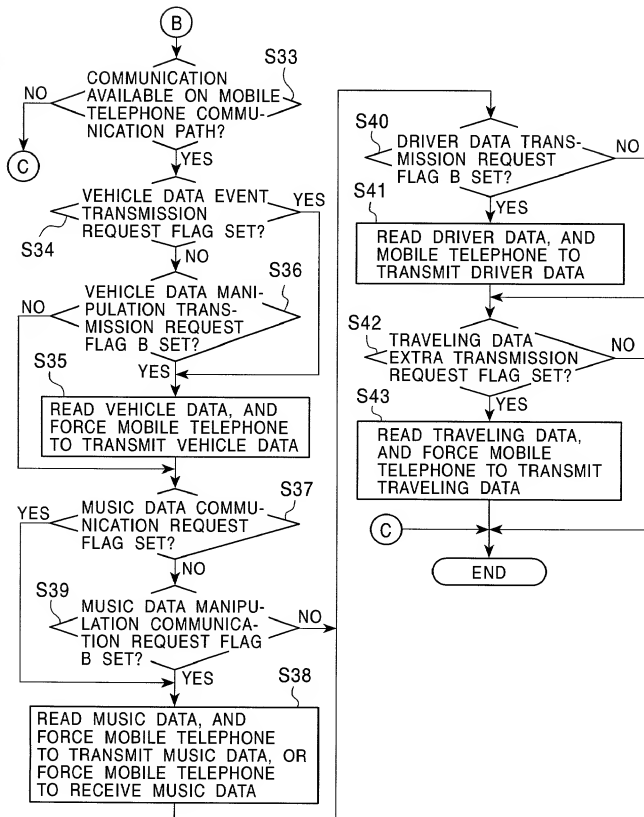 B
S33
COMMUNICATION
AVAILABLE ON MOBILE
TELEPHONE COMMU-
NICATION PATH?
NO
C
YES
S34
VEHICLE DATA EVENT
TRANSMISSION
REQUEST FLAG SET?
YES
NO
S36
VEHICLE DATA MANI-
PULATION TRANS-
MISSION REQUEST
FLAG B SET?
NO
YES
S35
READ VEHICLE DATA, AND
FORCE MOBILE TELEPHONE
TO TRANSMIT VEHICLE DATA
S37
MUSIC DATA COMMU-
NICATION REQUEST
FLAG SET?
YES
NO
S39
MUSIC DATA MANIPU-
LATION COMMUNICA-
TION REQUEST FLAG
B SET?
NO
YES
S38
READ MUSIC DATA, AND
FORCE MOBILE TELEPHONE
TO TRANSMIT MUSIC DATA, OR
FORCE MOBILE TELEPHONE
TO RECEIVE MUSIC DATA
S40
DRIVER DATA TRANS-
MISSION REQUEST
FLAG B SET?
NO
YES
S41
READ DRIVER DATA, AND
MOBILE TELEPHONE TO
TRANSMIT DRIVER DATA
S42
TRAVELING DATA
EXTRA TRANSMISSION
REQUEST FLAG SET?
NO
YES
S43
READ TRAVELING DATA,
AND FORCE MOBILE
TELEPHONE TO TRANSMIT
TRAVELING DATA
C
END